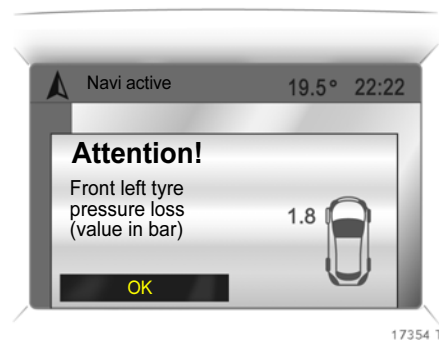 Navi active 19.5° 22:22
Attention!
Front left tyre
pressure loss
(value in bar)
1.8
OK
17354 T